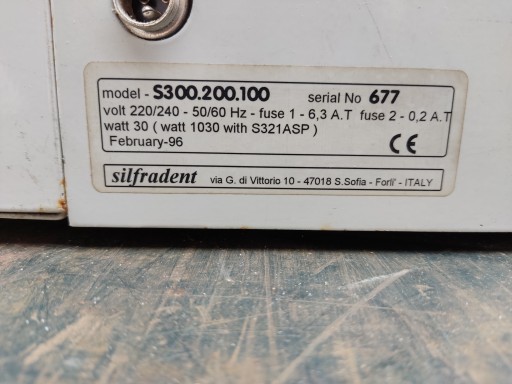 model - S300.200.100 serial No 677
volt 220/240 - 50/60 Hz - fuse 1 - 6,3 A.T fuse 2 - 0,2 A.T
watt 30 ( watt 1030 with S321ASP )
February-96 CE
silfradent via G. di Vittorio 10 - 47018 S.Sofia - Forli' - ITALY